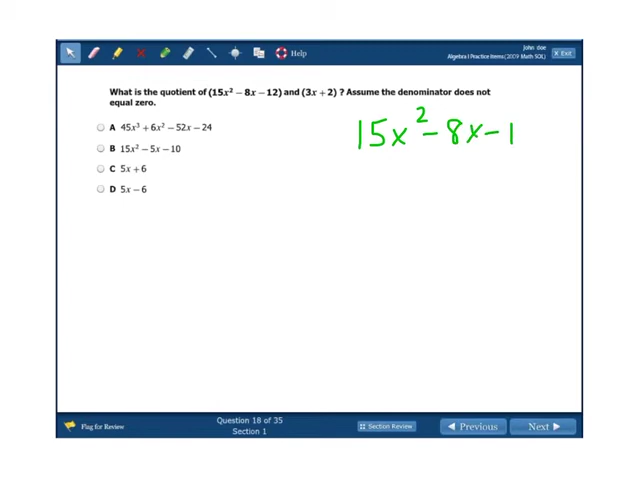 Help
John doe
Algebra I Practice Items (2009 Math SOL)
× Exit
What is the quotient of (15x² − 8x − 12) and (3x + 2) ? Assume the denominator does not
equal zero.
15x² − 8x − 1
A 45x³ + 6x² − 52x − 24
B 15x² − 5x − 10
C 5x + 6
D 5x − 6
Flag for Review
Question 18 of 35
Section 1
Section Review
Previous
Next